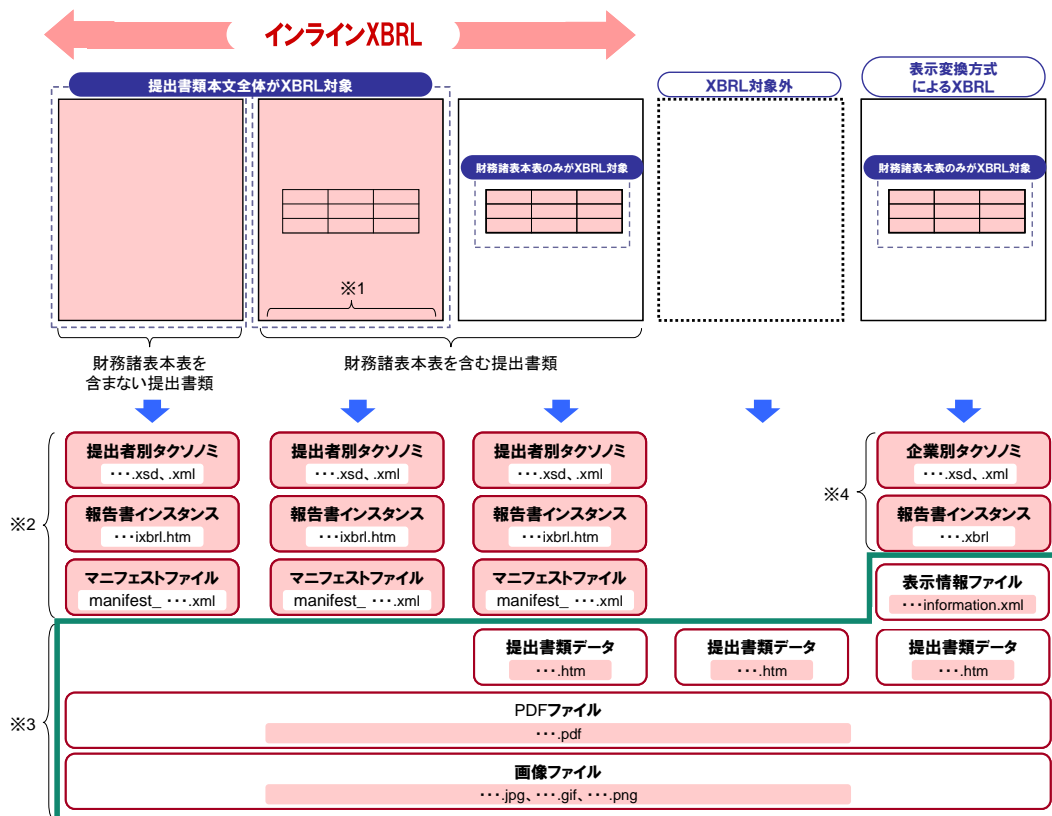 インラインXBRL
提出書類本文全体がXBRL対象
XBRL対象外
表示変換方式
によるXBRL
財務諸表本表のみがXBRL対象
財務諸表本表のみがXBRL対象
※1
財務諸表本表を
含まない提出書類
財務諸表本表を含む提出書類
※2
提出者別タクソノミ
・・・.xsd、.xml
提出者別タクソノミ
・・・.xsd、.xml
提出者別タクソノミ
・・・.xsd、.xml
※4
企業別タクソノミ
・・・.xsd、.xml
報告書インスタンス
・・・ixbrl.htm
報告書インスタンス
・・・ixbrl.htm
報告書インスタンス
・・・ixbrl.htm
報告書インスタンス
・・・.xbrl
マニフェストファイル
manifest_ ・・・.xml
マニフェストファイル
manifest_ ・・・.xml
マニフェストファイル
manifest_ ・・・.xml
表示情報ファイル
・・・information.xml
※3
提出書類データ
・・・.htm
提出書類データ
・・・.htm
提出書類データ
・・・.htm
PDFファイル
・・・.pdf
画像ファイル
・・・.jpg、・・・.gif、・・・.png